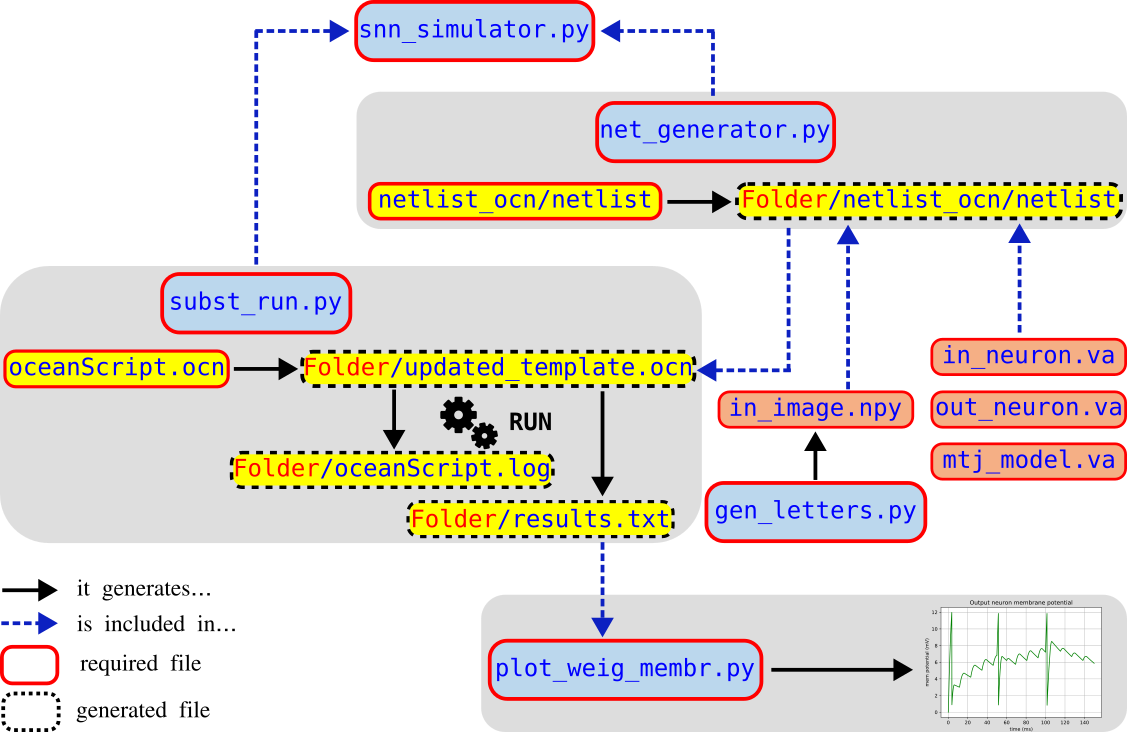 snn_simulator.py
net_generator.py
netlist_ocn/netlist
Folder/netlist_ocn/netlist
subst_run.py
oceanScript.ocn
Folder/updated_template.ocn
in_neuron.va
in_image.npy
out_neuron.va
RUN
Folder/oceanScript.log
mtj_model.va
Folder/results.txt
gen_letters.py
it generates...
is included in...
required file
generated file
plot_weig_membr.py
Output neuron membrane potential
mem potential (mV)
12
10
8
6
4
2
0
0 20 40 60 80 100 120 140
time (ms)